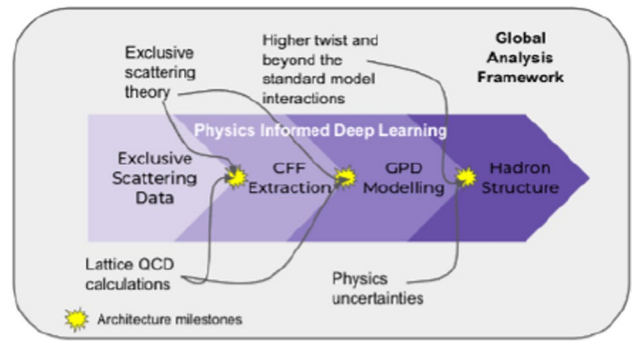 Exclusive
scattering
theory
Higher twist and
beyond the
standard model
interactions
Global
Analysis
Framework
Physics Informed Deep Learning
Exclusive
Scattering
Data
CFF
Extraction
GPD
Modelling
Hadron
Structure
Lattice QCD
calculations
Physics
uncertainties
Architecture milestones